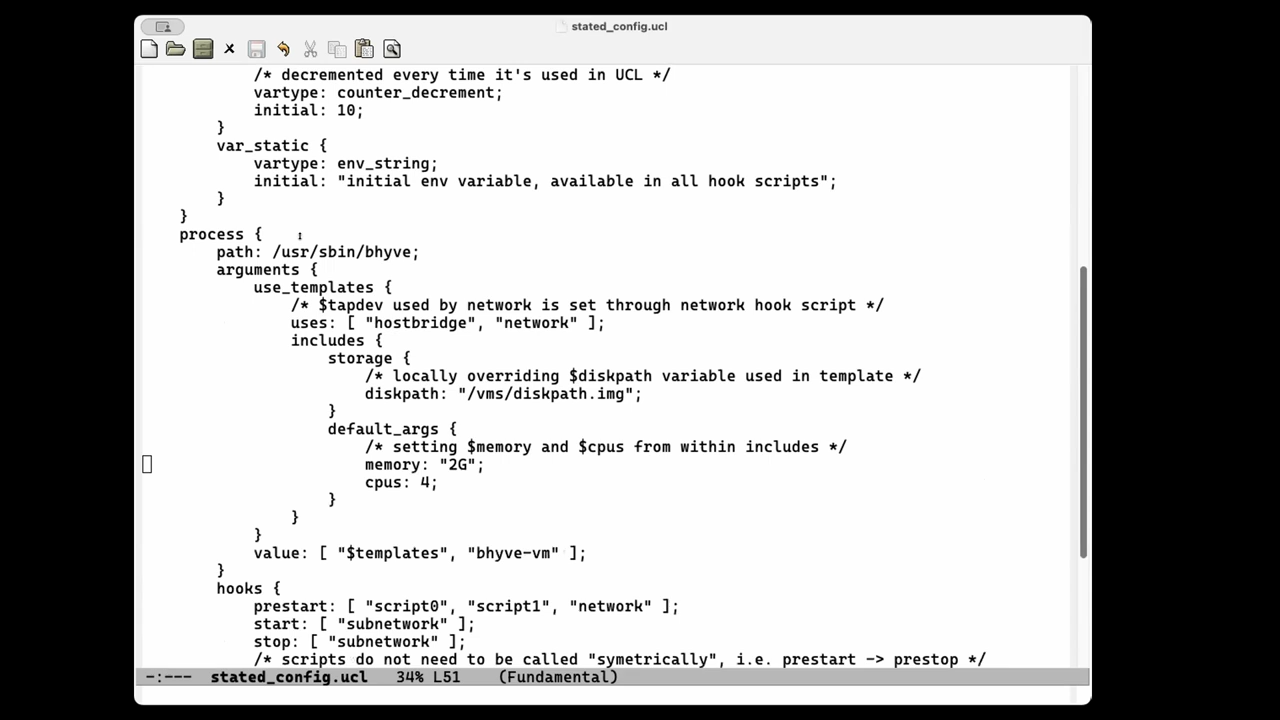 stated_config.ucl
/* decremented every time it's used in UCL */
vartype: counter_decrement;
initial: 10;
}
var_static {
vartype: env_string;
initial: "initial env variable, available in all hook scripts";
}
}
process {
path: /usr/sbin/bhyve;
arguments {
use_templates {
/* $tapdev used by network is set through network hook script */
uses: [ "hostbridge", "network" ];
includes {
storage {
/* locally overriding $diskpath variable used in template */
diskpath: "/vms/diskpath.img";
}
default_args {
/* setting $memory and $cpus from within includes */
memory: "2G";
cpus: 4;
}
}
}
value: [ "$templates", "bhyve-vm" ];
}
hooks {
prestart: [ "script0", "script1", "network" ];
start: [ "subnetwork" ];
stop: [ "subnetwork" ];
/* scripts do not need to be called "symetrically", i.e. prestart -> prestop */
-:--- stated_config.ucl 34% L51 (Fundamental)